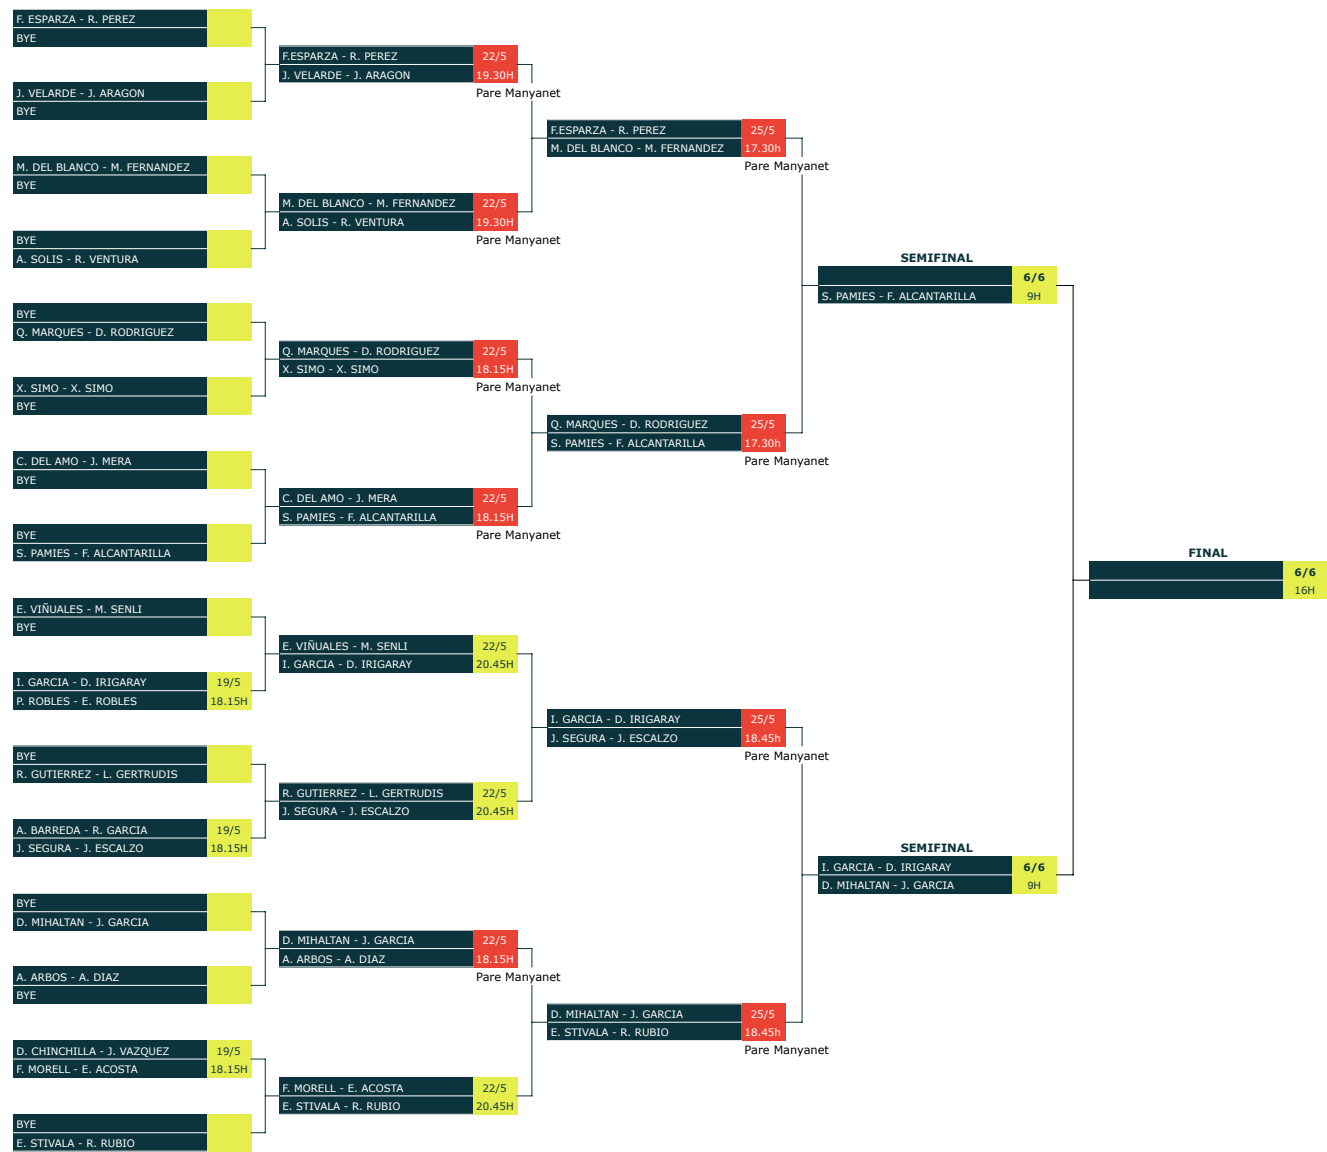 F. ESPARZA - R. PEREZ
BYE
J. VELARDE - J. ARAGON
BYE
M. DEL BLANCO - M. FERNANDEZ
BYE
BYE
A. SOLIS - R. VENTURA
BYE
Q. MARQUES - D. RODRIGUEZ
X. SIMO - X. SIMO
BYE
C. DEL AMO - J. MERA
BYE
BYE
S. PAMIES - F. ALCANTARILLA
E. VIÑUALES - M. SENLI
BYE
I. GARCIA - D. IRIGARAY 19/5
P. ROBLES - E. ROBLES 18.15H
BYE
R. GUTIERREZ - L. GERTRUDIS
A. BARREDA - R. GARCIA 19/5
J. SEGURA - J. ESCALZO 18.15H
BYE
D. MIHALTAN - J. GARCIA
A. ARBOS - A. DIAZ
BYE
D. CHINCHILLA - J. VAZQUEZ 19/5
F. MORELL - E. ACOSTA 18.15H
BYE
E. STIVALA - R. RUBIO
F.ESPARZA - R. PEREZ 22/5
J. VELARDE - J. ARAGON 19.30H
Pare Manyanet
M. DEL BLANCO - M. FERNANDEZ 22/5
A. SOLIS - R. VENTURA 19.30H
Pare Manyanet
Q. MARQUES - D. RODRIGUEZ 22/5
X. SIMO - X. SIMO 18.15H
Pare Manyanet
C. DEL AMO - J. MERA 22/5
S. PAMIES - F. ALCANTARILLA 18.15H
Pare Manyanet
E. VIÑUALES - M. SENLI 22/5
I. GARCIA - D. IRIGARAY 20.45H
R. GUTIERREZ - L. GERTRUDIS 22/5
J. SEGURA - J. ESCALZO 20.45H
D. MIHALTAN - J. GARCIA 22/5
A. ARBOS - A. DIAZ 18.15H
Pare Manyanet
F. MORELL - E. ACOSTA 22/5
E. STIVALA - R. RUBIO 20.45H
F.ESPARZA - R. PEREZ 25/5
M. DEL BLANCO - M. FERNANDEZ 17.30h
Pare Manyanet
Q. MARQUES - D. RODRIGUEZ 25/5
S. PAMIES - F. ALCANTARILLA 17.30h
Pare Manyanet
I. GARCIA - D. IRIGARAY 25/5
J. SEGURA - J. ESCALZO 18.45h
Pare Manyanet
D. MIHALTAN - J. GARCIA 25/5
E. STIVALA - R. RUBIO 18.45h
Pare Manyanet
SEMIFINAL
6/6
S. PAMIES - F. ALCANTARILLA 9H
SEMIFINAL
I. GARCIA - D. IRIGARAY 6/6
D. MIHALTAN - J. GARCIA 9H
FINAL
6/6
16H